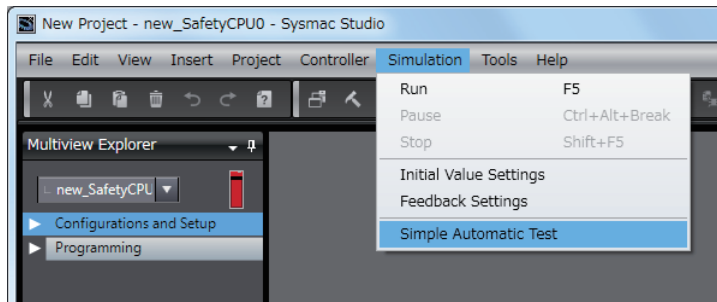 New Project - new_SafetyCPU0 - Sysmac Studio
File Edit View Insert Project Controller Simulation Tools Help
Run F5
Pause Ctrl+Alt+Break
Stop Shift+F5
Multiview Explorer
new_SafetyCPU
Initial Value Settings
Feedback Settings
Configurations and Setup
Simple Automatic Test
Programming